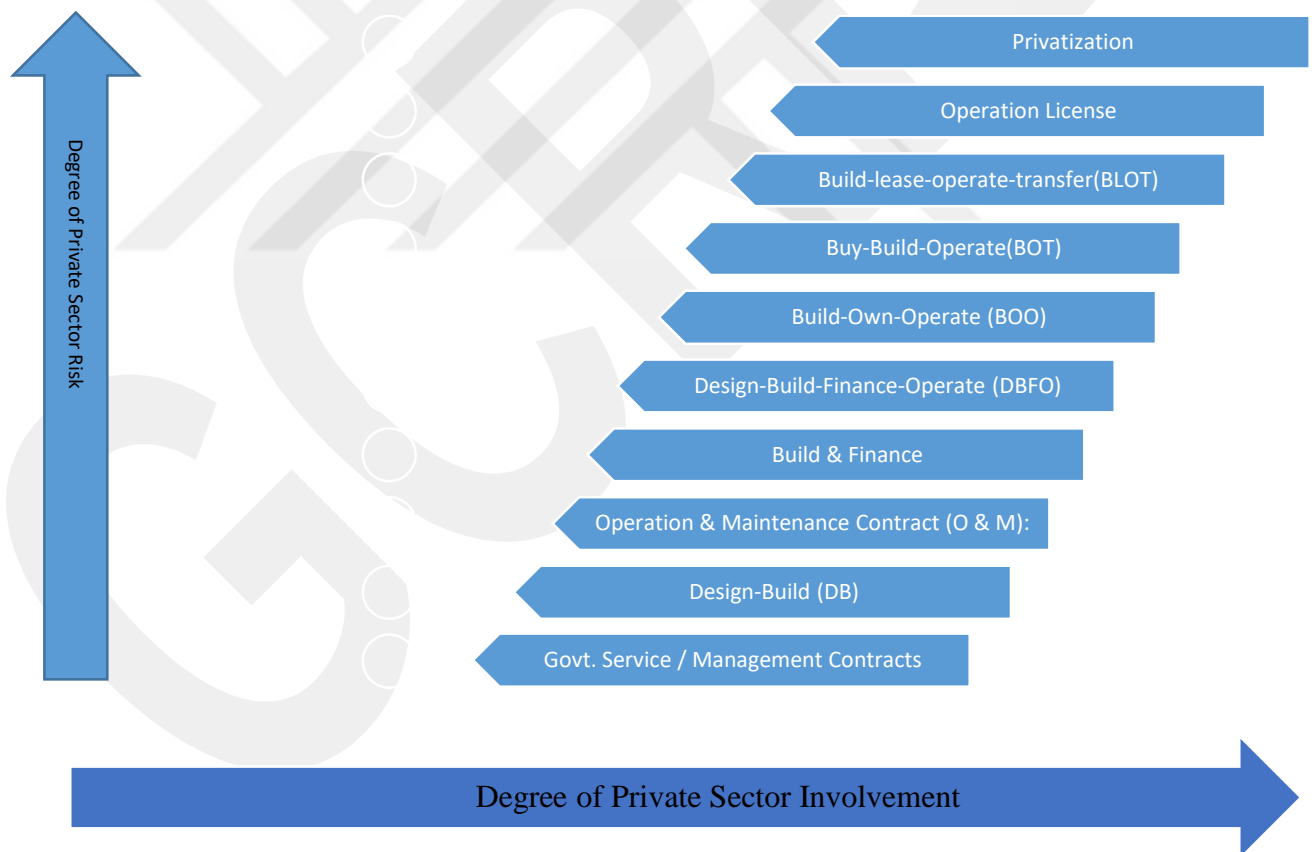 Privatization
Operation License
Build-lease-operate-transfer(BLOT)
Buy-Build-Operate(BOT)
Build-Own-Operate (BOO)
Design-Build-Finance-Operate (DBFO)
Build & Finance
Operation & Maintenance Contract (O & M):
Design-Build (DB)
Govt. Service / Management Contracts
Degree of Private Sector Risk
Degree of Private Sector Involvement